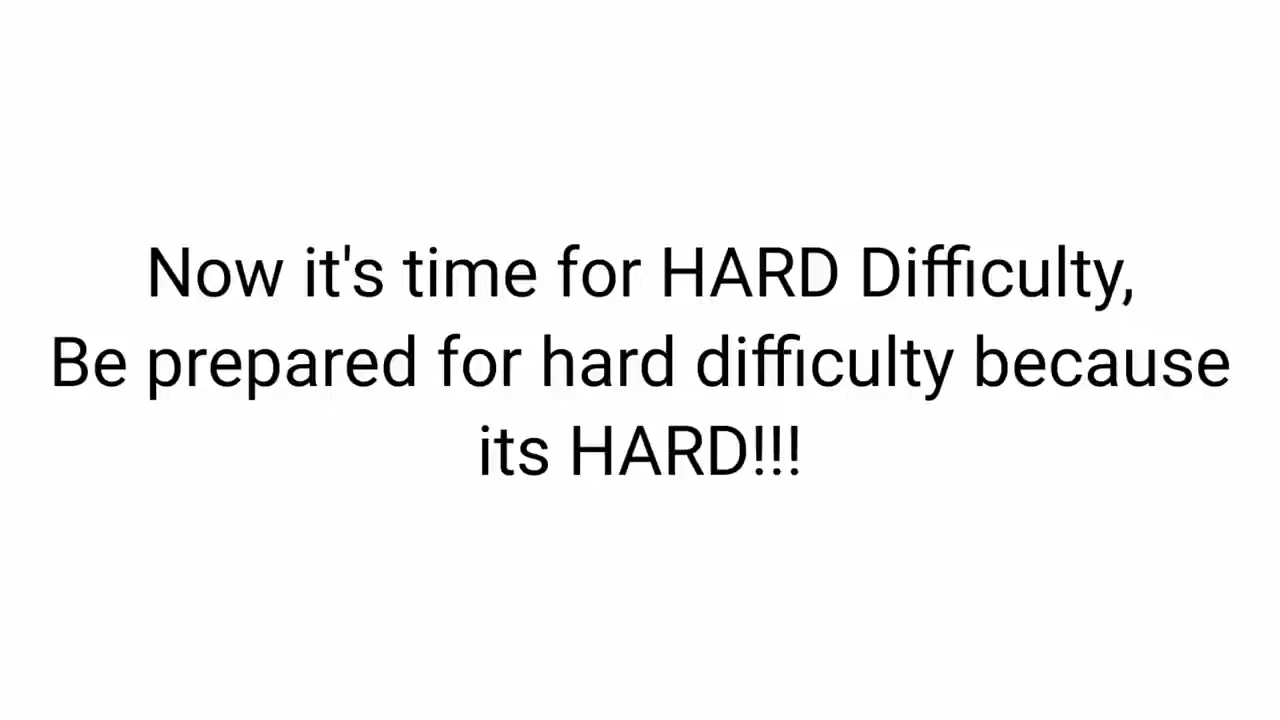 Now it's time for HARD Difficulty,
Be prepared for hard difficulty because
its HARD!!!